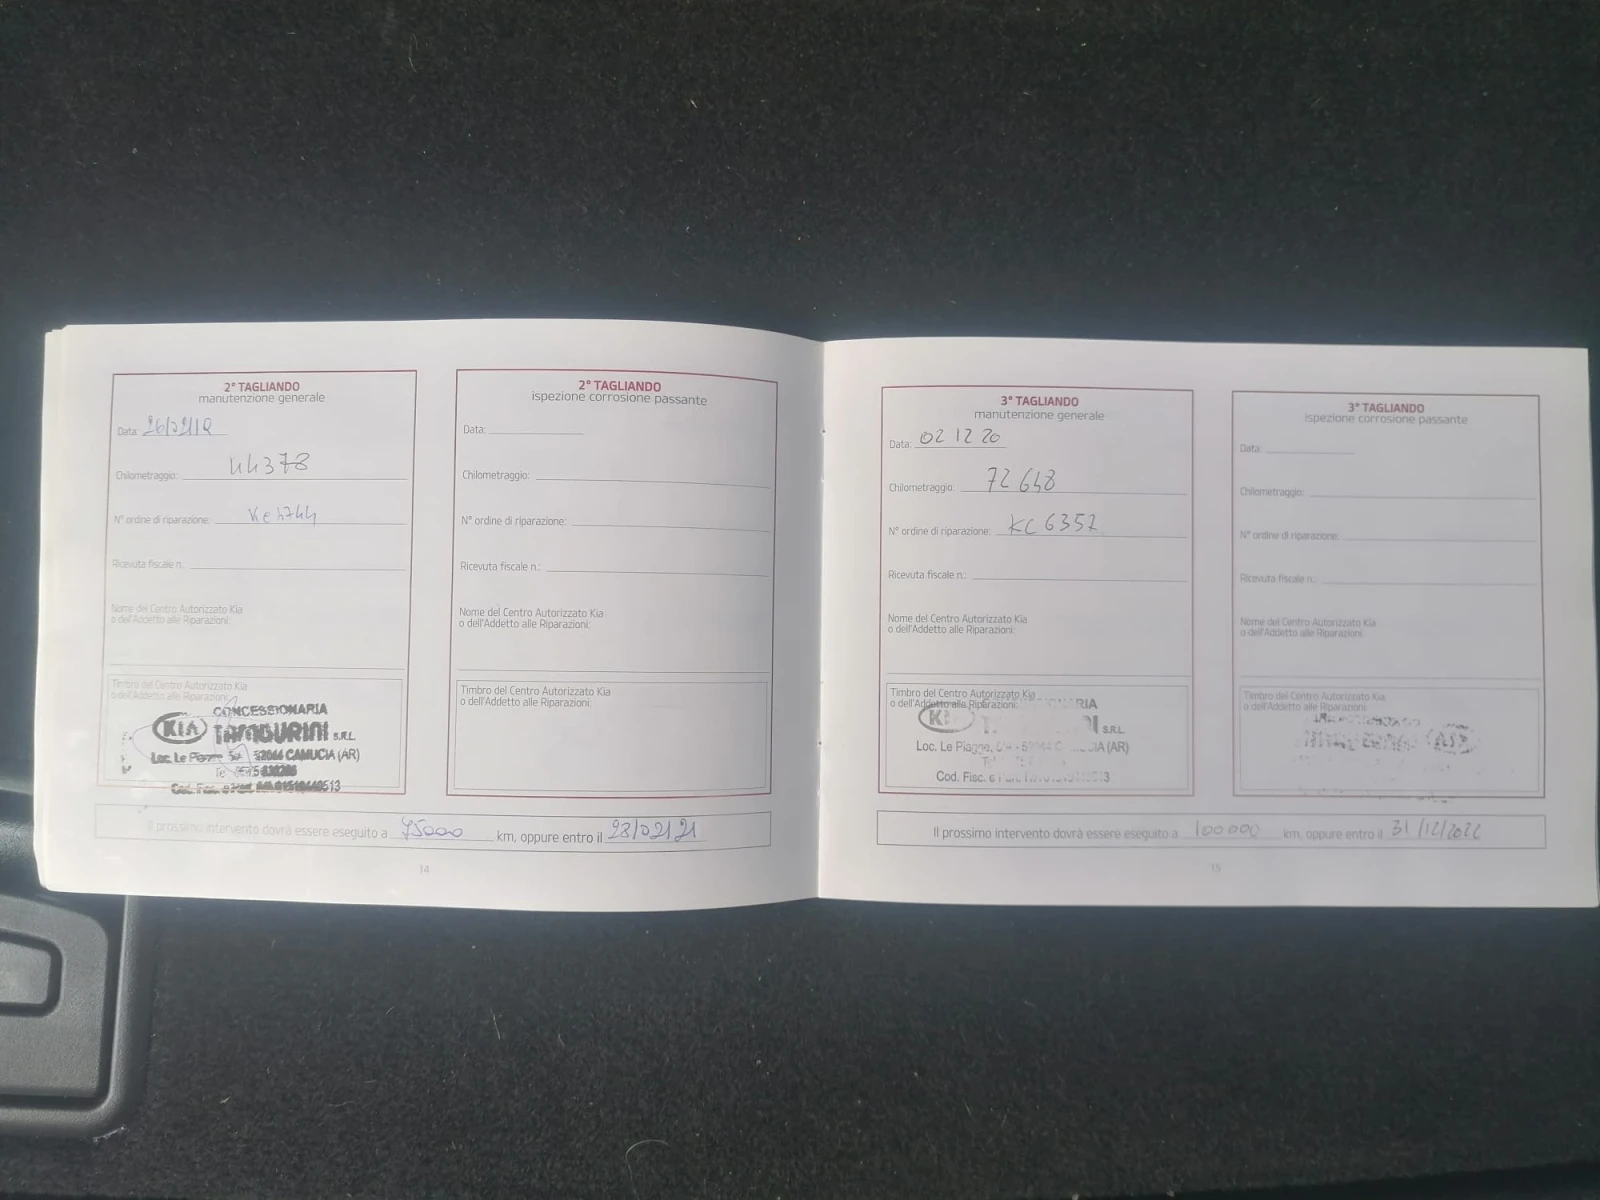 2° TAGLIANDO
manutenzione generale
Data:
Chilometraggio: 44378
N° ordine di riparazione:
Ricevuta fiscale n.:
Nome del Centro Autorizzato Kia
o dell'Addetto alle Riparazioni:
Timbro del Centro Autorizzato Kia
o dell'Addetto alle Riparazioni:
CONCESSIONARIA
KIA TAMBURINI S.R.L.
Loc. Le Piagge 52044 CAMUCIA (AR)
2° TAGLIANDO
ispezione corrosione passante
Data:
Chilometraggio:
N° ordine di riparazione:
Ricevuta fiscale n.:
Nome del Centro Autorizzato Kia
o dell'Addetto alle Riparazioni:
Timbro del Centro Autorizzato Kia
o dell'Addetto alle Riparazioni:
Il prossimo intervento dovrà essere eseguito a 75000 km, oppure entro il 28/02/21
14
3° TAGLIANDO
manutenzione generale
Data: 02 12 20
Chilometraggio: 72648
N° ordine di riparazione: KC 6352
Ricevuta fiscale n.:
Nome del Centro Autorizzato Kia
o dell'Addetto alle Riparazioni:
Timbro del Centro Autorizzato Kia
o dell'Addetto alle Riparazioni:
S.R.L.
Loc. Le Piagge, (AR)
Cod. Fisc. e
3° TAGLIANDO
ispezione corrosione passante
Data:
Chilometraggio:
N° ordine di riparazione:
Ricevuta fiscale n.:
Nome del Centro Autorizzato Kia
o dell'Addetto alle Riparazioni:
Timbro del Centro Autorizzato Kia
o dell'Addetto alle Riparazioni:
Il prossimo intervento dovrà essere eseguito a 100000 km, oppure entro il 31/12/2022
15